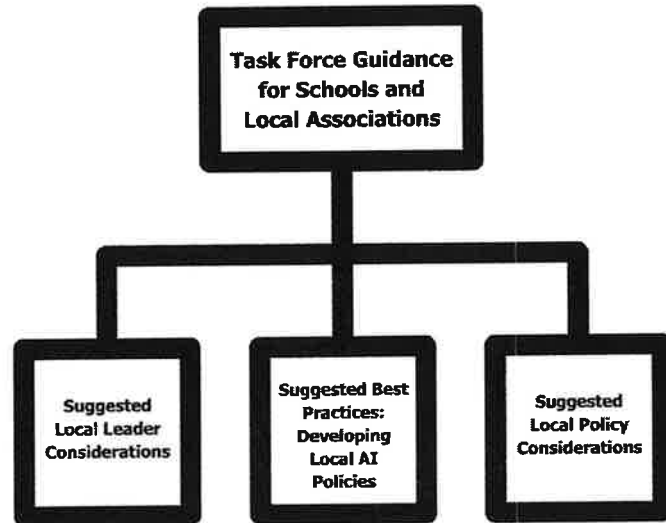 Task Force Guidance
for Schools and
Local Associations
Suggested
Local Leader
Considerations
Suggested Best
Practices:
Developing
Local AI
Policies
Suggested
Local Policy
Considerations